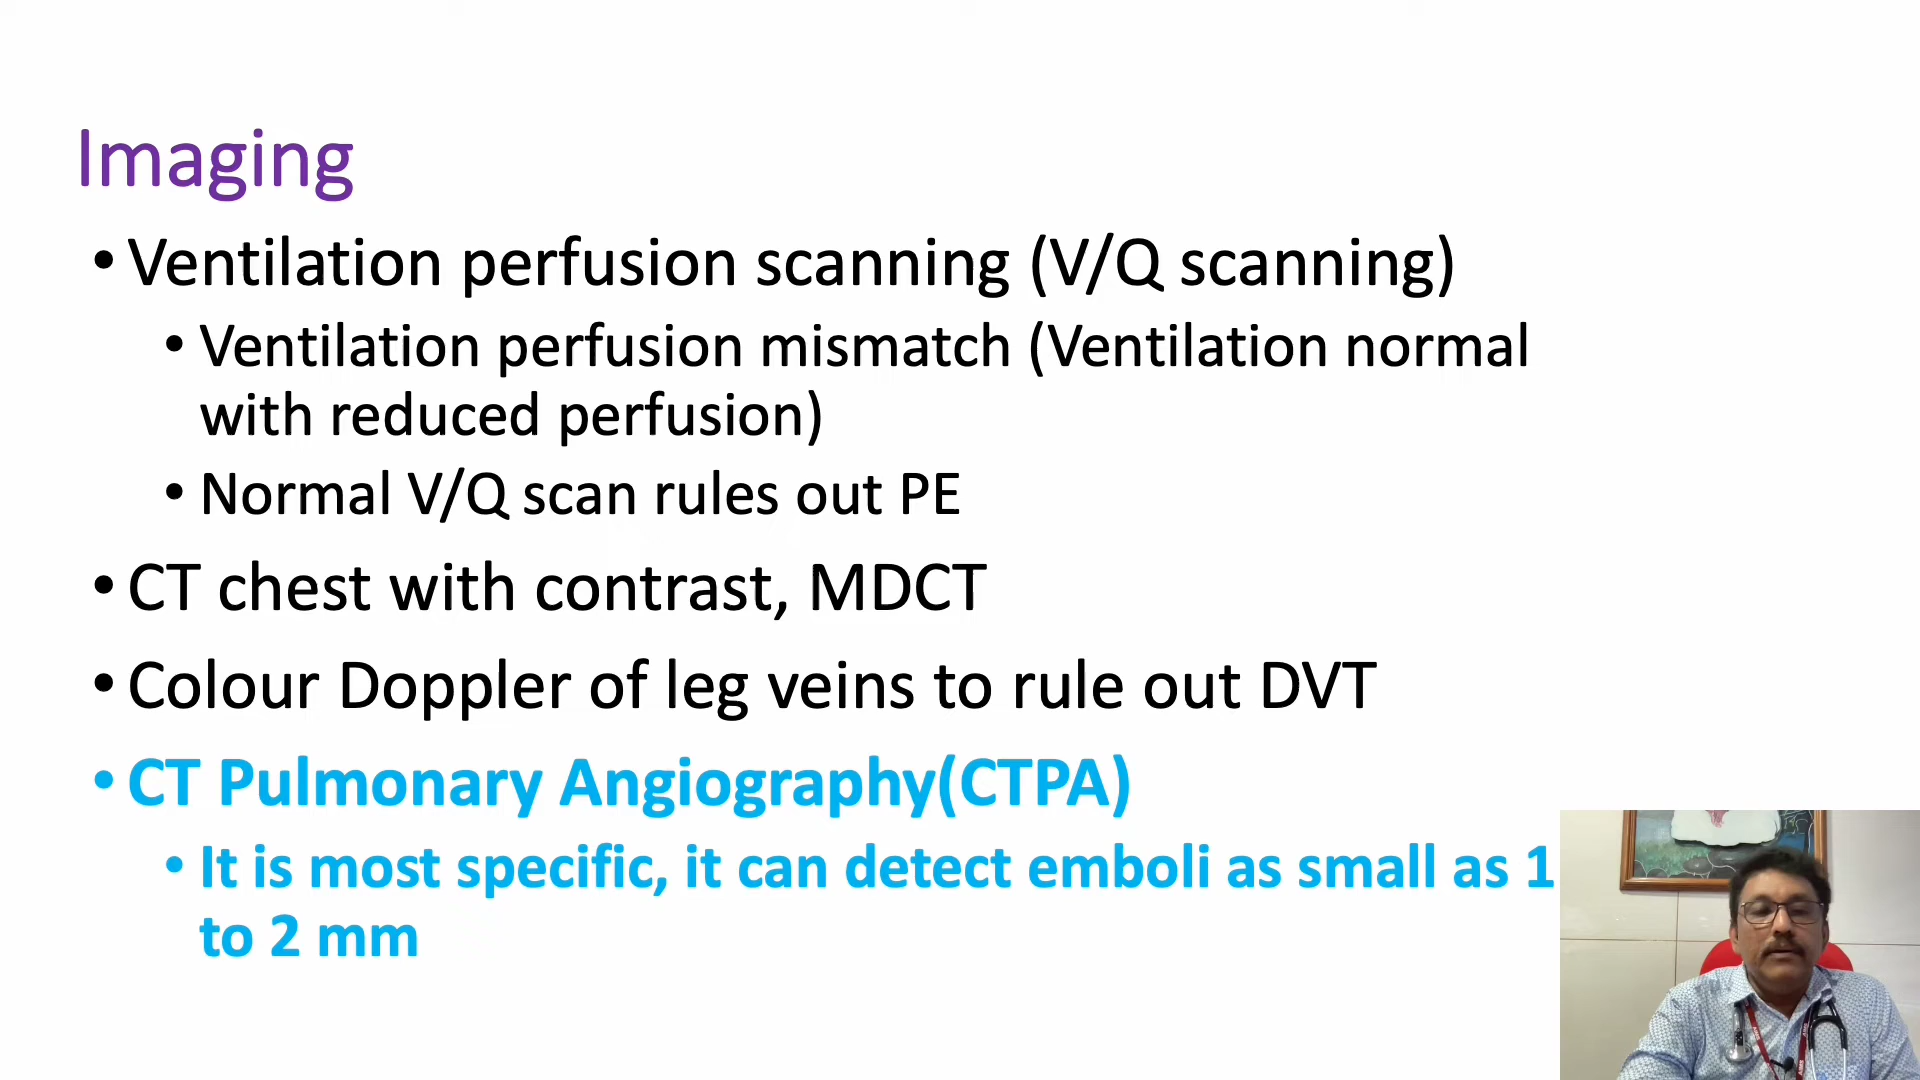 Imaging
• Ventilation perfusion scanning (V/Q scanning)
• Ventilation perfusion mismatch (Ventilation normal
with reduced perfusion)
• Normal V/Q scan rules out PE
• CT chest with contrast, MDCT
• Colour Doppler of leg veins to rule out DVT
• CT Pulmonary Angiography(CTPA)
• It is most specific, it can detect emboli as small as 1
to 2 mm